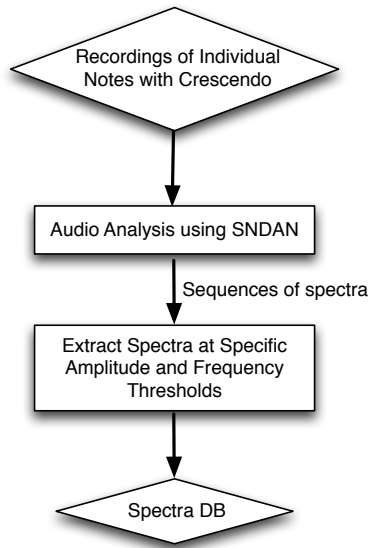 Recordings of Individual
Notes with Crescendo
Audio Analysis using SNDAN
Sequences of spectra
Extract Spectra at Specific
Amplitude and Frequency
Thresholds
Spectra DB